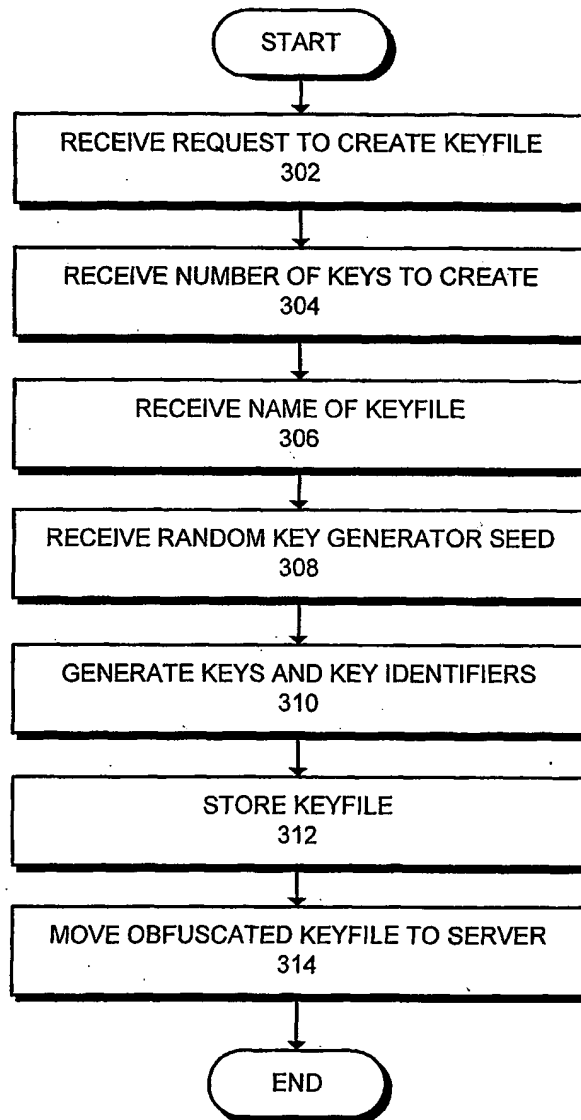 START
RECEIVE REQUEST TO CREATE KEYFILE
302
RECEIVE NUMBER OF KEYS TO CREATE
304
RECEIVE NAME OF KEYFILE
306
RECEIVE RANDOM KEY GENERATOR SEED
308
GENERATE KEYS AND KEY IDENTIFIERS
310
STORE KEYFILE
312
MOVE OBFUSCATED KEYFILE TO SERVER
314
END